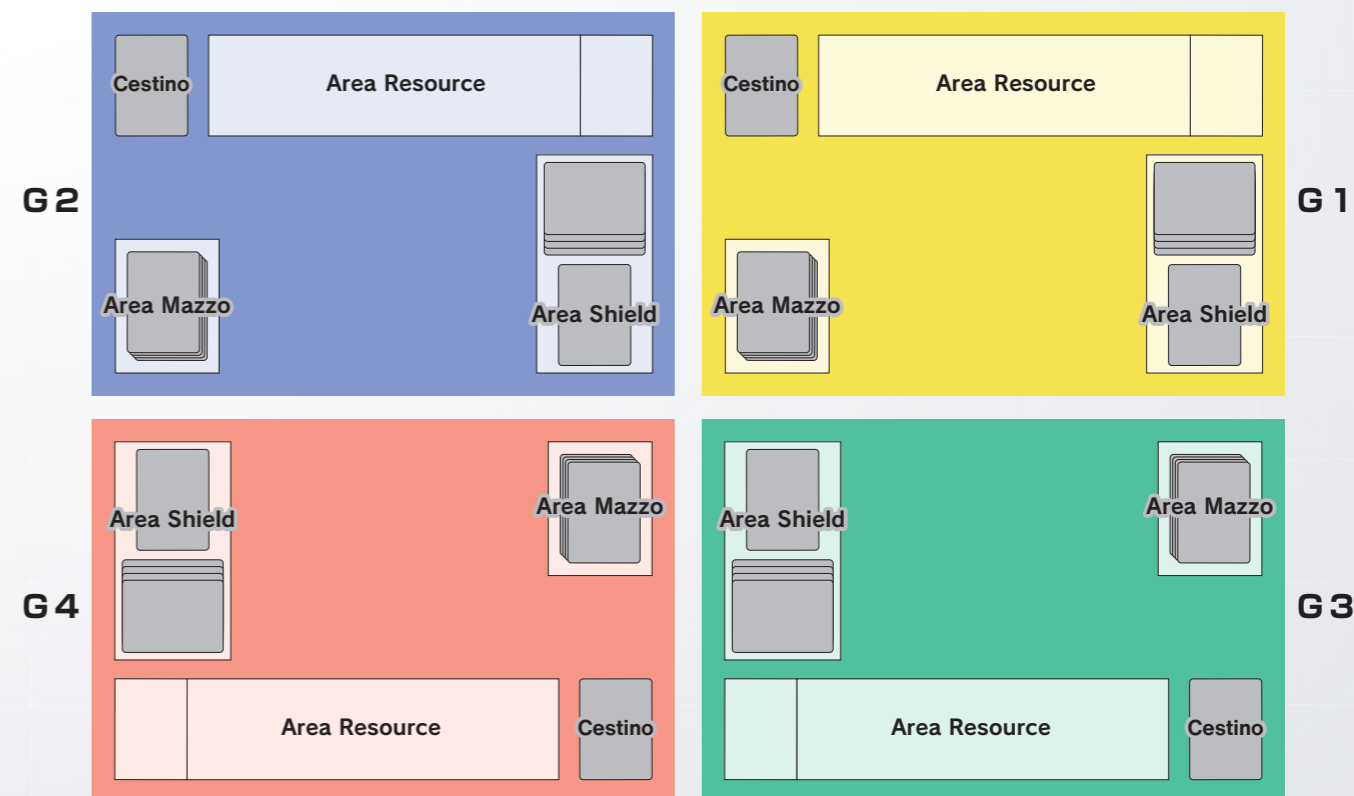 Cestino
Area Resource
Cestino
Area Resource
G2
G1
Area Mazzo
Area Shield
Area Mazzo
Area Shield
Area Shield
Area Mazzo
Area Shield
Area Mazzo
G4
G3
Area Resource
Cestino
Area Resource
Cestino